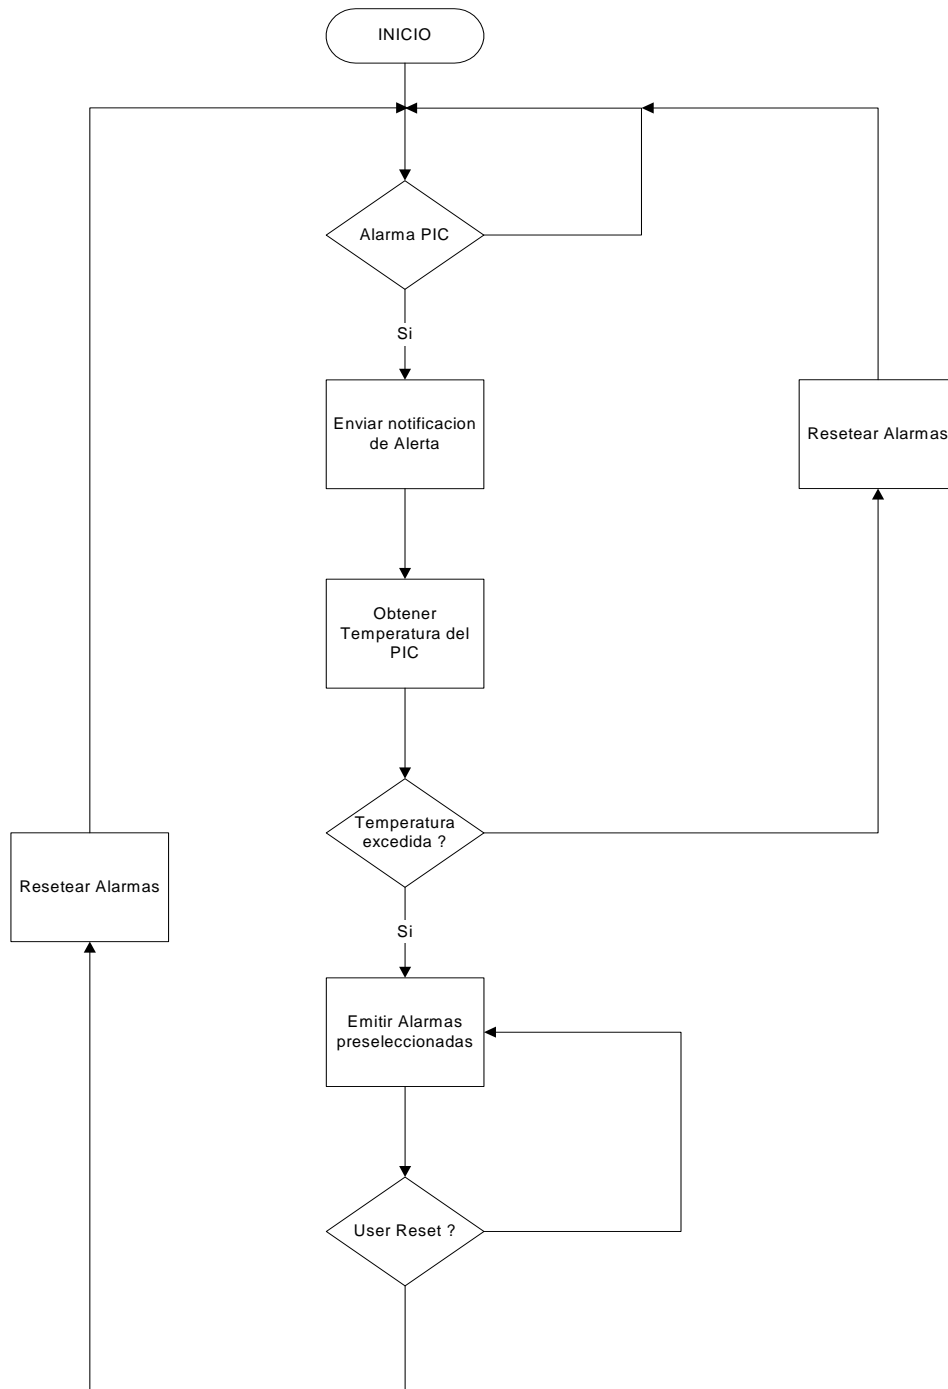 INICIO
Alarma PIC
Si
Enviar notificacion
de Alerta
Resetear Alarmas
Obtener
Temperatura del
PIC
Temperatura
excedida ?
Resetear Alarmas
Si
Emitir Alarmas
preseleccionadas
User Reset ?